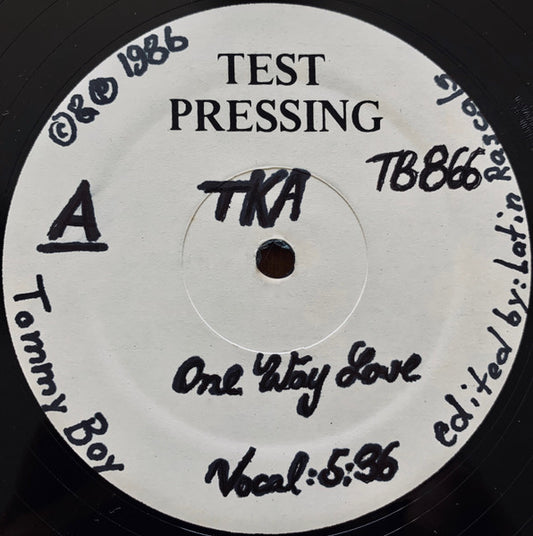 ©&℗ 1986
TEST
PRESSING
TKA
TB866
A
Tommy Boy
edited by: Latin Rascals
One Way Love
Vocal: 5:36